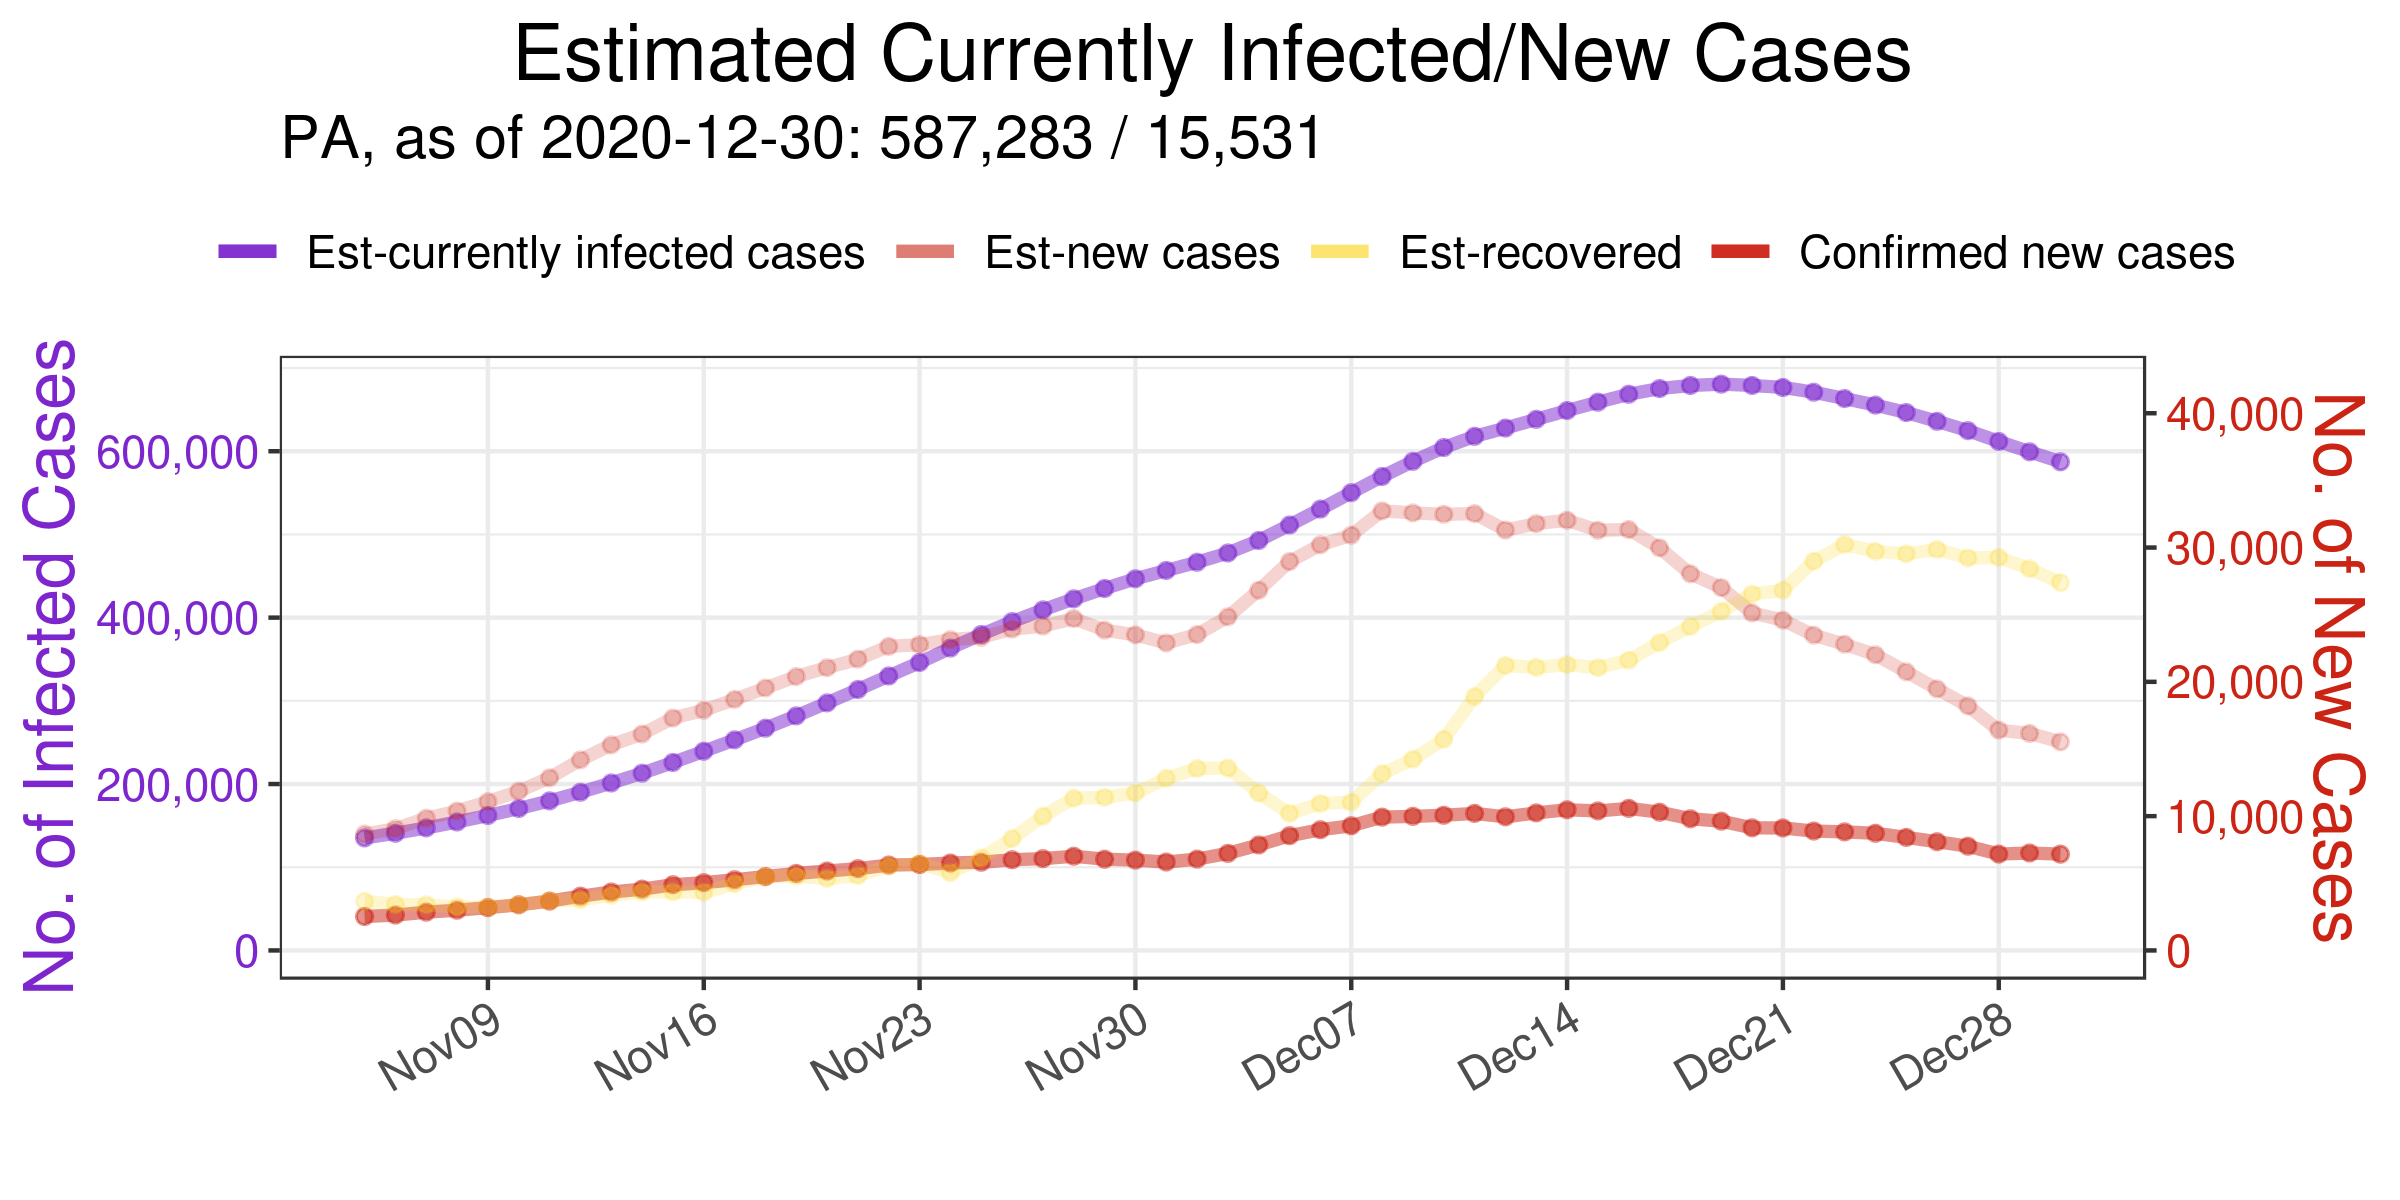 Estimated Currently Infected/New Cases
PA, as of 2020-12-30: 587,283 / 15,531
Est-currently infected cases Est-new cases Est-recovered Confirmed new cases
No. of Infected Cases
600,000
400,000
200,000
0
40,000
30,000
20,000
10,000
0
No. of New Cases
Nov09 Nov16 Nov23 Nov30 Dec07 Dec14 Dec21 Dec28